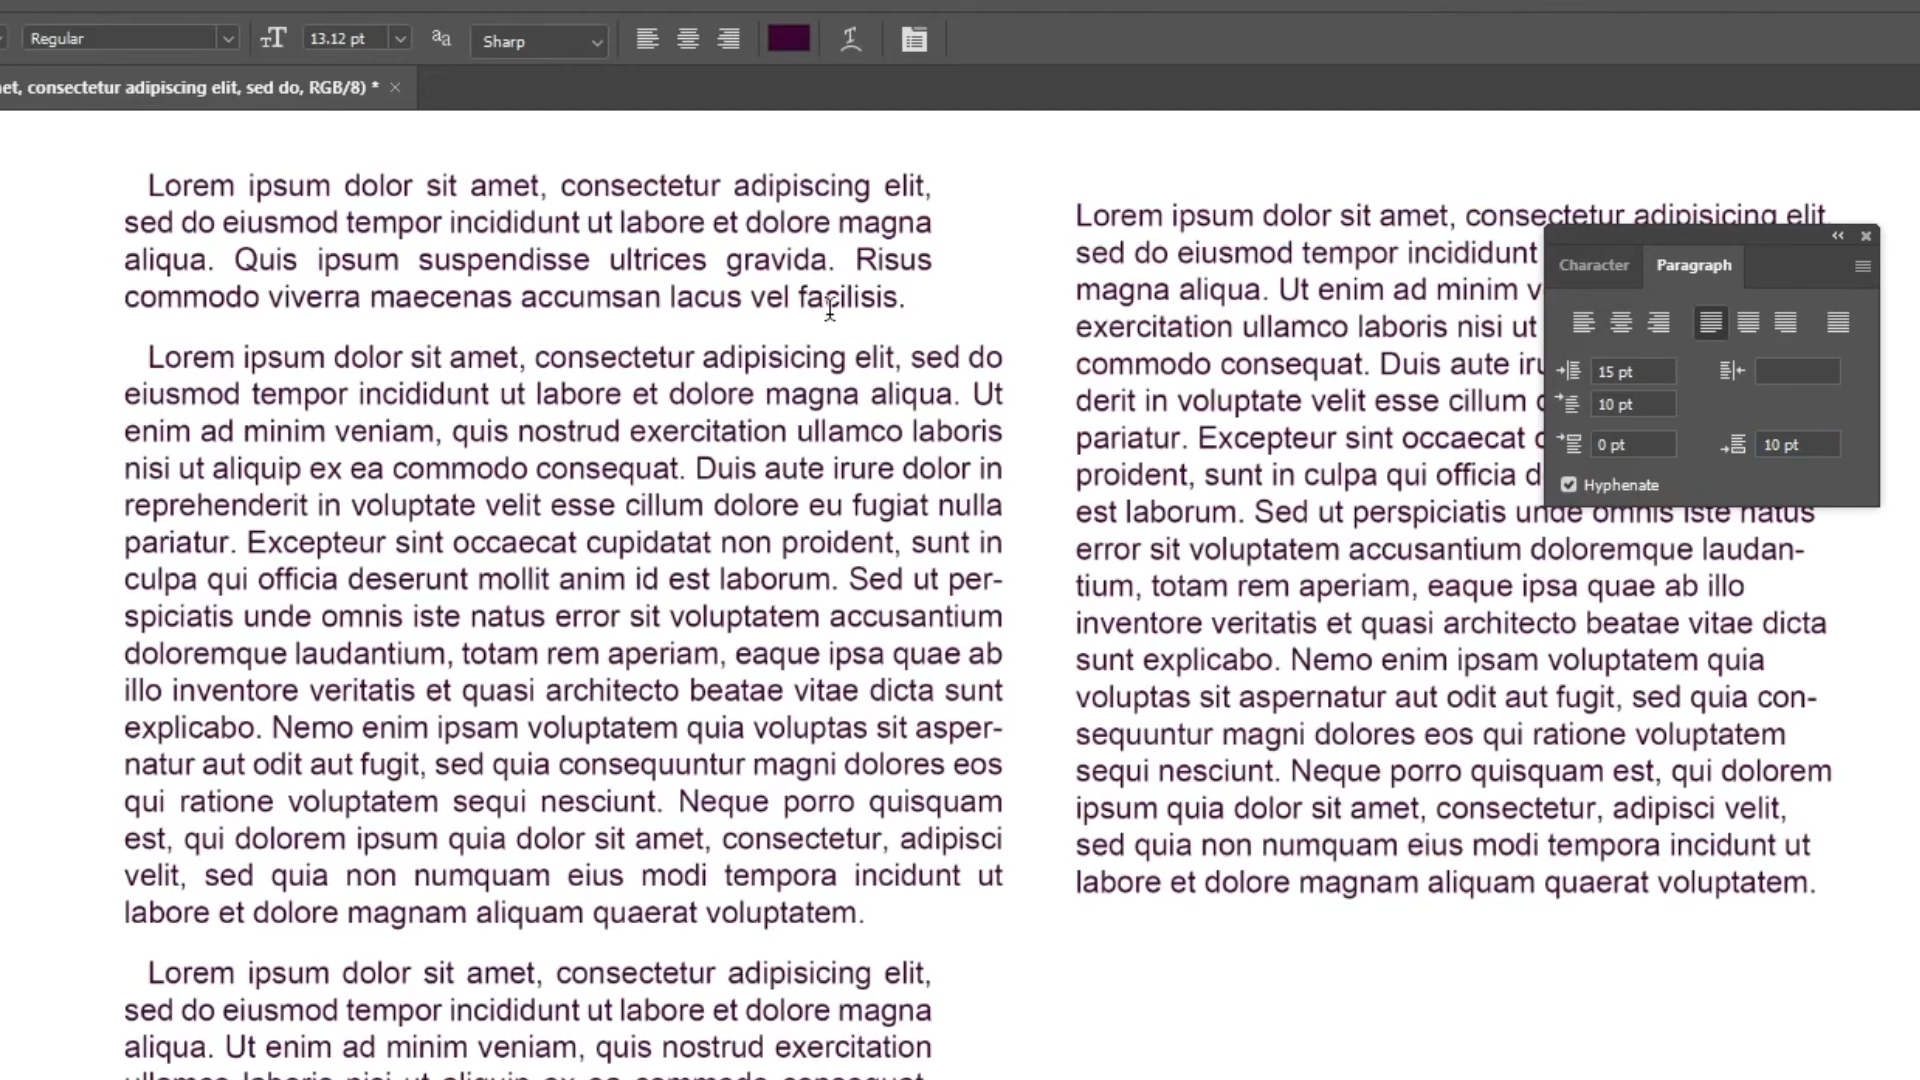 Regular
13.12 pt
aa
Sharp
et, consectetur adipiscing elit, sed do, RGB/8) *
Lorem ipsum dolor sit amet, consectetur adipiscing elit,
sed do eiusmod tempor incididunt ut labore et dolore magna
aliqua. Quis ipsum suspendisse ultrices gravida. Risus
commodo viverra maecenas accumsan lacus vel facilisis.
Lorem ipsum dolor sit amet, consectetur adipisicing elit, sed do
eiusmod tempor incididunt ut labore et dolore magna aliqua. Ut
enim ad minim veniam, quis nostrud exercitation ullamco laboris
nisi ut aliquip ex ea commodo consequat. Duis aute irure dolor in
reprehenderit in voluptate velit esse cillum dolore eu fugiat nulla
pariatur. Excepteur sint occaecat cupidatat non proident, sunt in
culpa qui officia deserunt mollit anim id est laborum. Sed ut per-
spiciatis unde omnis iste natus error sit voluptatem accusantium
doloremque laudantium, totam rem aperiam, eaque ipsa quae ab
illo inventore veritatis et quasi architecto beatae vitae dicta sunt
explicabo. Nemo enim ipsam voluptatem quia voluptas sit asper-
natur aut odit aut fugit, sed quia consequuntur magni dolores eos
qui ratione voluptatem sequi nesciunt. Neque porro quisquam
est, qui dolorem ipsum quia dolor sit amet, consectetur, adipisci
velit, sed quia non numquam eius modi tempora incidunt ut
labore et dolore magnam aliquam quaerat voluptatem.
Lorem ipsum dolor sit amet, consectetur adipisicing elit,
sed do eiusmod tempor incididunt ut labore et dolore magna
aliqua. Ut enim ad minim veniam, quis nostrud exercitation
ullamco laboris nisi ut aliquip ex ea commodo consequat.
Lorem ipsum dolor sit amet, consectetur adipisicing elit,
sed do eiusmod tempor incididunt
magna aliqua. Ut enim ad minim v
exercitation ullamco laboris nisi ut
commodo consequat. Duis aute iru
derit in voluptate velit esse cillum
pariatur. Excepteur sint occaecat
proident, sunt in culpa qui officia d
est laborum. Sed ut perspiciatis unde omnis iste natus
error sit voluptatem accusantium doloremque laudan-
tium, totam rem aperiam, eaque ipsa quae ab illo
inventore veritatis et quasi architecto beatae vitae dicta
sunt explicabo. Nemo enim ipsam voluptatem quia
voluptas sit aspernatur aut odit aut fugit, sed quia con-
sequuntur magni dolores eos qui ratione voluptatem
sequi nesciunt. Neque porro quisquam est, qui dolorem
ipsum quia dolor sit amet, consectetur, adipisci velit,
sed quia non numquam eius modi tempora incidunt ut
labore et dolore magnam aliquam quaerat voluptatem.
Character
Paragraph
15 pt
10 pt
0 pt
10 pt
Hyphenate